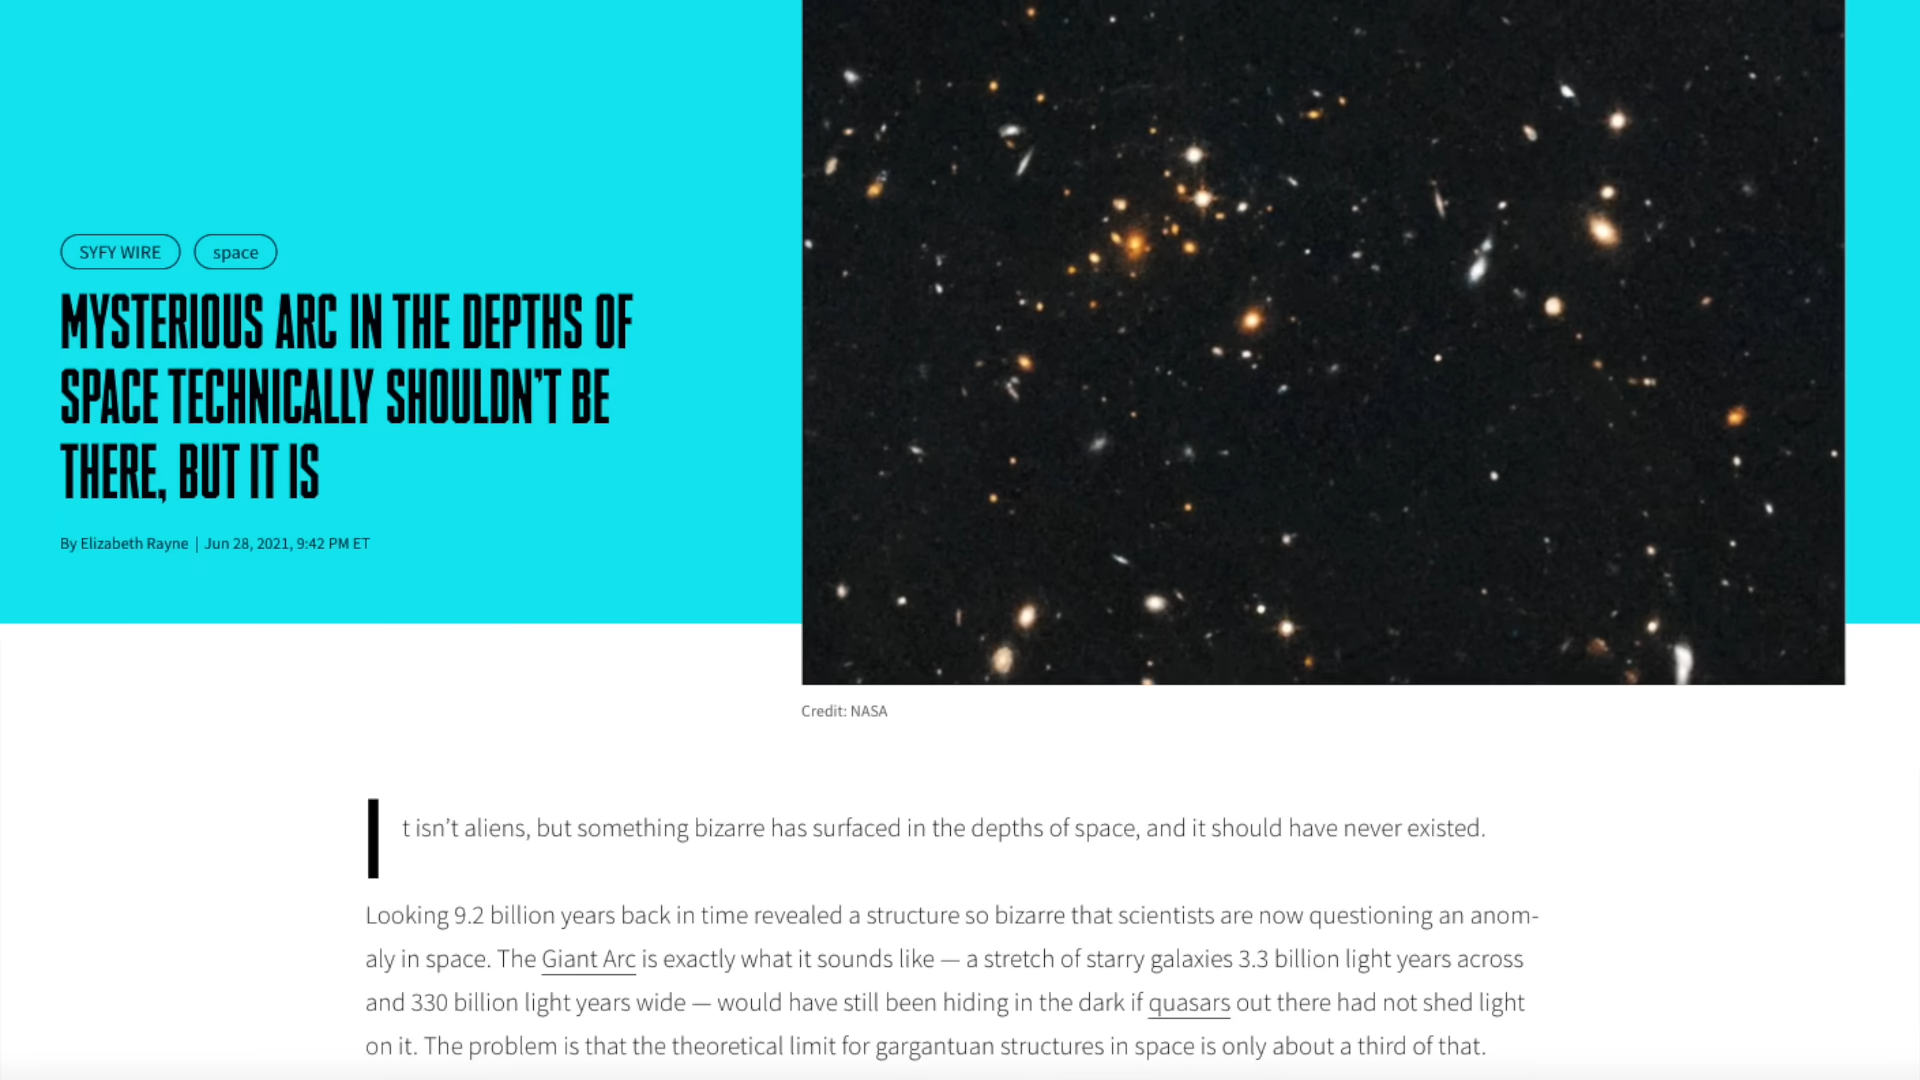 SYFY WIRE space
MYSTERIOUS ARC IN THE DEPTHS OF
SPACE TECHNICALLY SHOULDN'T BE
THERE, BUT IT IS
By Elizabeth Rayne | Jun 28, 2021, 9:42 PM ET
Credit: NASA
It isn't aliens, but something bizarre has surfaced in the depths of space, and it should have never existed.
Looking 9.2 billion years back in time revealed a structure so bizarre that scientists are now questioning an anom-
aly in space. The Giant Arc is exactly what it sounds like — a stretch of starry galaxies 3.3 billion light years across
and 330 billion light years wide — would have still been hiding in the dark if quasars out there had not shed light
on it. The problem is that the theoretical limit for gargantuan structures in space is only about a third of that.